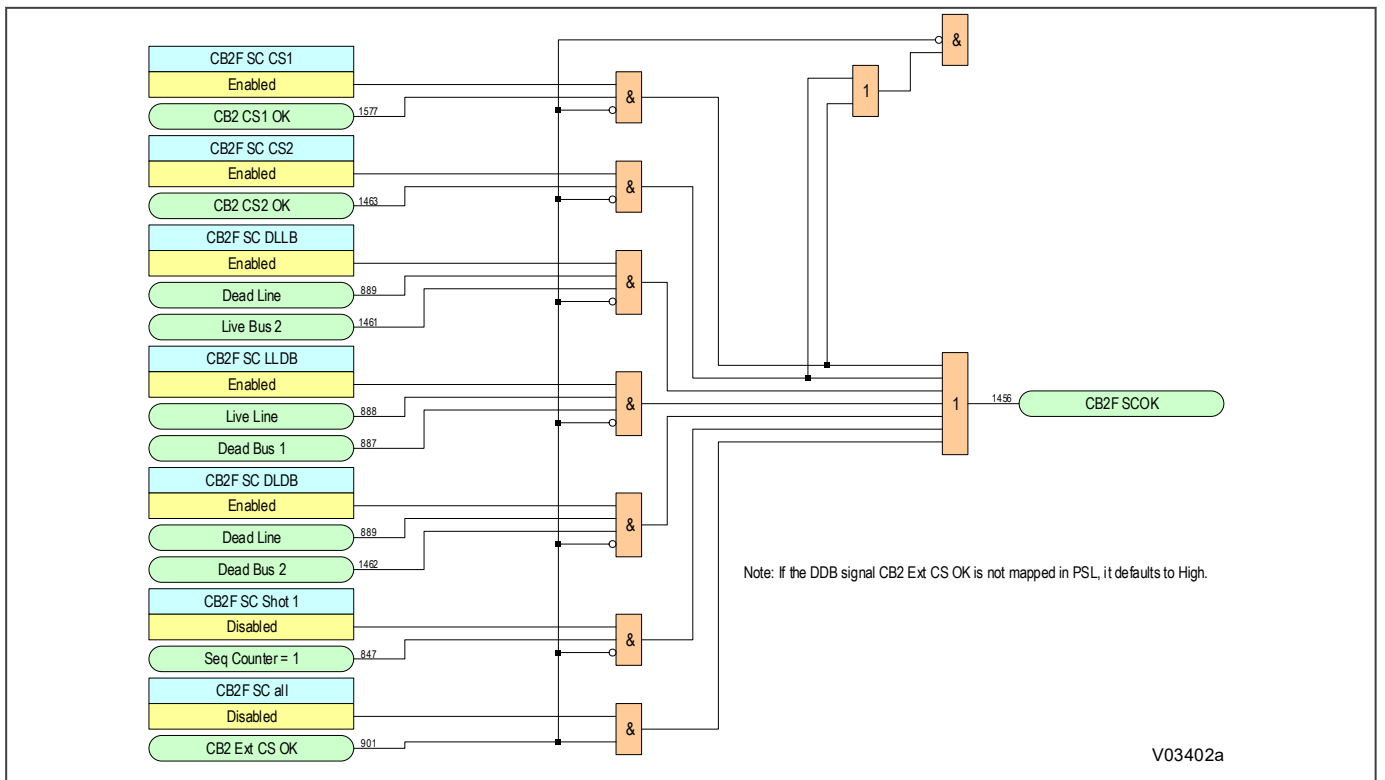 &
CB2F SC CS1
Enabled
1
&
CB2 CS1 OK
1577
CB2F SC CS2
Enabled
&
CB2 CS2 OK
1463
CB2F SC DLLB
Enabled
&
Dead Line
889
Live Bus 2
1461
CB2F SC LLDB
Enabled
&
Live Line
888
1
1456
CB2F SCOK
Dead Bus 1
887
CB2F SC DLDB
Enabled
&
Dead Line
889
Dead Bus 2
1462
Note: If the DDB signal CB2 Ext CS OK is not mapped in PSL, it defaults to High.
CB2F SC Shot 1
Disabled
&
Seq Counter = 1
847
CB2F SC all
Disabled
&
CB2 Ext CS OK
901
V03402a